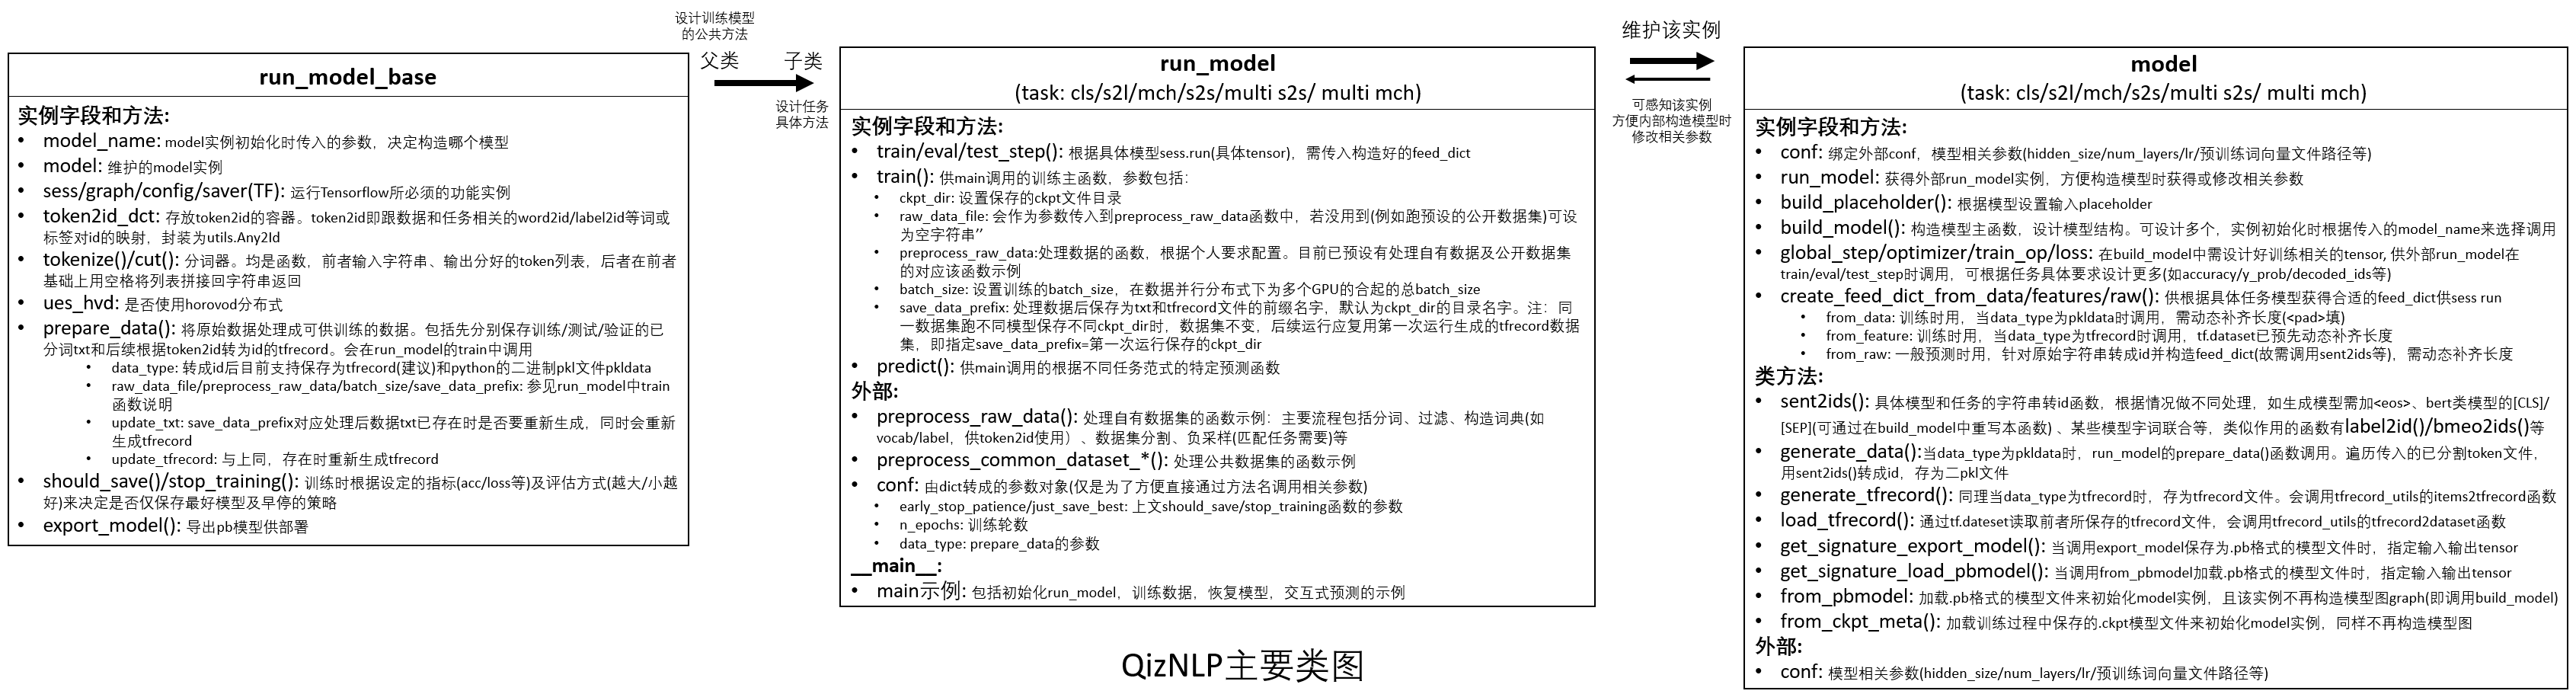 设计训练模型
的公共方法
父类
子类
设计任务
具体方法
维护该实例
可感知该实例
方便内部构造模型时
修改相关参数
run_model_base
实例字段和方法:
• model_name: model实例初始化时传入的参数，决定构造哪个模型
• model: 维护的model实例
• sess/graph/config/saver(TF): 运行Tensorflow所必须的功能实例
• token2id_dct: 存放token2id的容器。token2id即跟数据和任务相关的word2id/label2id等词或
标签对id的映射，封装为utils.Any2Id
• tokenize()/cut(): 分词器。均是函数，前者输入字符串、输出分好的token列表，后者在前者
基础上用空格将列表拼接回字符串返回
• ues_hvd: 是否使用horovod分布式
• prepare_data(): 将原始数据处理成可供训练的数据。包括先分别保存训练/测试/验证的已
分词txt和后续根据token2id转为id的tfrecord。会在run_model的train中调用
• data_type: 转成id后目前支持保存为tfrecord(建议)和python的二进制pkl文件pkldata
• raw_data_file/preprocess_raw_data/batch_size/save_data_prefix: 参见run_model中train
函数说明
• update_txt: save_data_prefix对应处理后数据txt已存在时是否要重新生成，同时会重新
生成tfrecord
• update_tfrecord: 与上同，存在时重新生成tfrecord
• should_save()/stop_training(): 训练时根据设定的指标(acc/loss等)及评估方式(越大/小越
好)来决定是否仅保存最好模型及早停的策略
• export_model(): 导出pb模型供部署
run_model
(task: cls/s2l/mch/s2s/multi s2s/ multi mch)
实例字段和方法:
• train/eval/test_step(): 根据具体模型sess.run(具体tensor)，需传入构造好的feed_dict
• train(): 供main调用的训练主函数，参数包括:
• ckpt_dir: 设置保存的ckpt文件目录
• raw_data_file: 会作为参数传入到preprocess_raw_data函数中，若没用到(例如跑预设的公开数据集)可设
为空字符串”
• preprocess_raw_data:处理数据的函数，根据个人要求配置。目前已预设有处理自有数据及公开数据集
的对应该函数示例
• batch_size: 设置训练的batch_size，在数据并行分布式下为多个GPU的合起的总batch_size
• save_data_prefix: 处理数据后保存为txt和tfrecord文件的前缀名字，默认为ckpt_dir的目录名字。注：同
一数据集跑不同模型保存不同ckpt_dir时，数据集不变，后续运行应复用第一次运行生成的tfrecord数据
集，即指定save_data_prefix=第一次运行保存的ckpt_dir
• predict(): 供main调用的根据不同任务范式的特定预测函数
外部:
• preprocess_raw_data(): 处理自有数据集的函数示例：主要流程包括分词、过滤、构造词典(如
vocab/label，供token2id使用）、数据集分割、负采样(匹配任务需要)等
• preprocess_common_dataset_*(): 处理公共数据集的函数示例
• conf: 由dict转成的参数对象(仅是为了方便直接通过方法名调用相关参数)
• early_stop_patience/just_save_best: 上文should_save/stop_training函数的参数
• n_epochs: 训练轮数
• data_type: prepare_data的参数
__main__:
• main示例: 包括初始化run_model，训练数据，恢复模型，交互式预测的示例
model
(task: cls/s2l/mch/s2s/multi s2s/ multi mch)
实例字段和方法:
• conf: 绑定外部conf，模型相关参数(hidden_size/num_layers/lr/预训练词向量文件路径等)
• run_model: 获得外部run_model实例，方便构造模型时获得或修改相关参数
• build_placeholder(): 根据模型设置输入placeholder
• build_model(): 构造模型主函数，设计模型结构。可设计多个，实例初始化时根据传入的model_name来选择调用
• global_step/optimizer/train_op/loss: 在build_model中需设计好训练相关的tensor, 供外部run_model在
train/eval/test_step时调用，可根据任务具体要求设计更多(如accuracy/y_prob/decoded_ids等)
• create_feed_dict_from_data/features/raw(): 供根据具体任务模型获得合适的feed_dict供sess run
• from_data: 训练时用，当data_type为pkldata时调用，需动态补齐长度(<pad>填)
• from_feature: 训练时用，当data_type为tfrecord时调用，tf.dataset已预先动态补齐长度
• from_raw: 一般预测时用，针对原始字符串转成id并构造feed_dict(故需调用sent2ids等)，需动态补齐长度
类方法:
• sent2ids(): 具体模型和任务的字符串转id函数，根据情况做不同处理，如生成模型需加<eos>、bert类模型的[CLS]/
[SEP](可通过在build_model中重写本函数) 、某些模型字词联合等，类似作用的函数有label2id()/bmeo2ids()等
• generate_data():当data_type为pkldata时，run_model的prepare_data()函数调用。遍历传入的已分割token文件，
用sent2ids()转成id，存为二pkl文件
• generate_tfrecord(): 同理当data_type为tfrecord时，存为tfrecord文件。会调用tfrecord_utils的items2tfrecord函数
• load_tfrecord(): 通过tf.dateset读取前者所保存的tfrecord文件，会调用tfrecord_utils的tfrecord2dataset函数
• get_signature_export_model(): 当调用export_model保存为.pb格式的模型文件时，指定输入输出tensor
• get_signature_load_pbmodel(): 当调用from_pbmodel加载.pb格式的模型文件时，指定输入输出tensor
• from_pbmodel: 加载.pb格式的模型文件来初始化model实例，且该实例不再构造模型图graph(即调用build_model)
• from_ckpt_meta(): 加载训练过程中保存的.ckpt模型文件来初始化model实例，同样不再构造模型图
外部:
• conf: 模型相关参数(hidden_size/num_layers/lr/预训练词向量文件路径等)
QizNLP主要类图